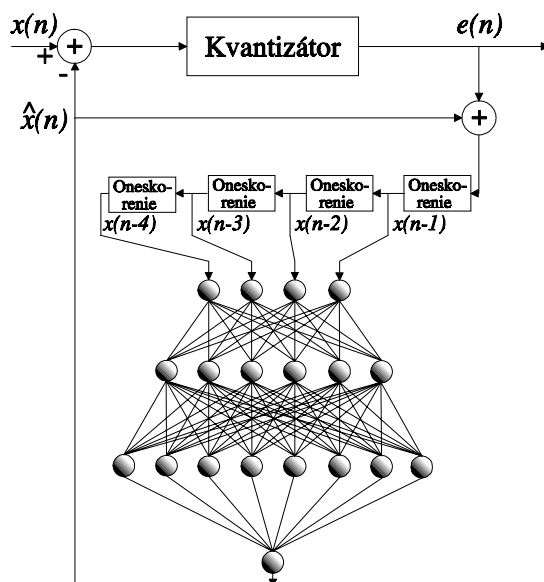 x(n)
e(n)
+
+
Kvantizátor
-
x̂(n)
+
Onesko-
renie
Onesko-
renie
Onesko-
renie
Onesko-
renie
x(n-4)
x(n-3)
x(n-2)
x(n-1)